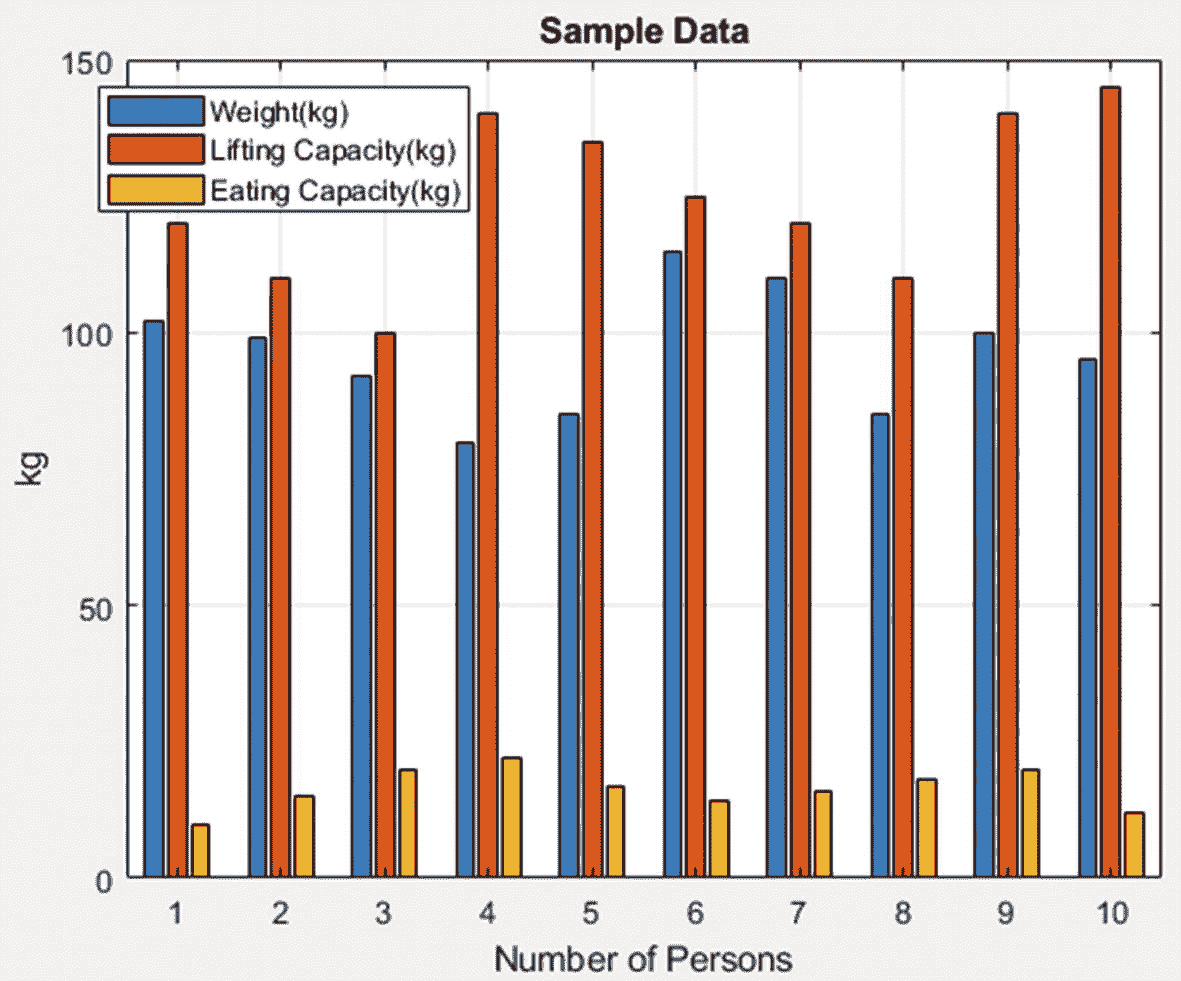 Sample Data
150
Weight(kg)
Lifting Capacity(kg)
Eating Capacity(kg)
100
kg
50
0
1 2 3 4 5 6 7 8 9 10
Number of Persons